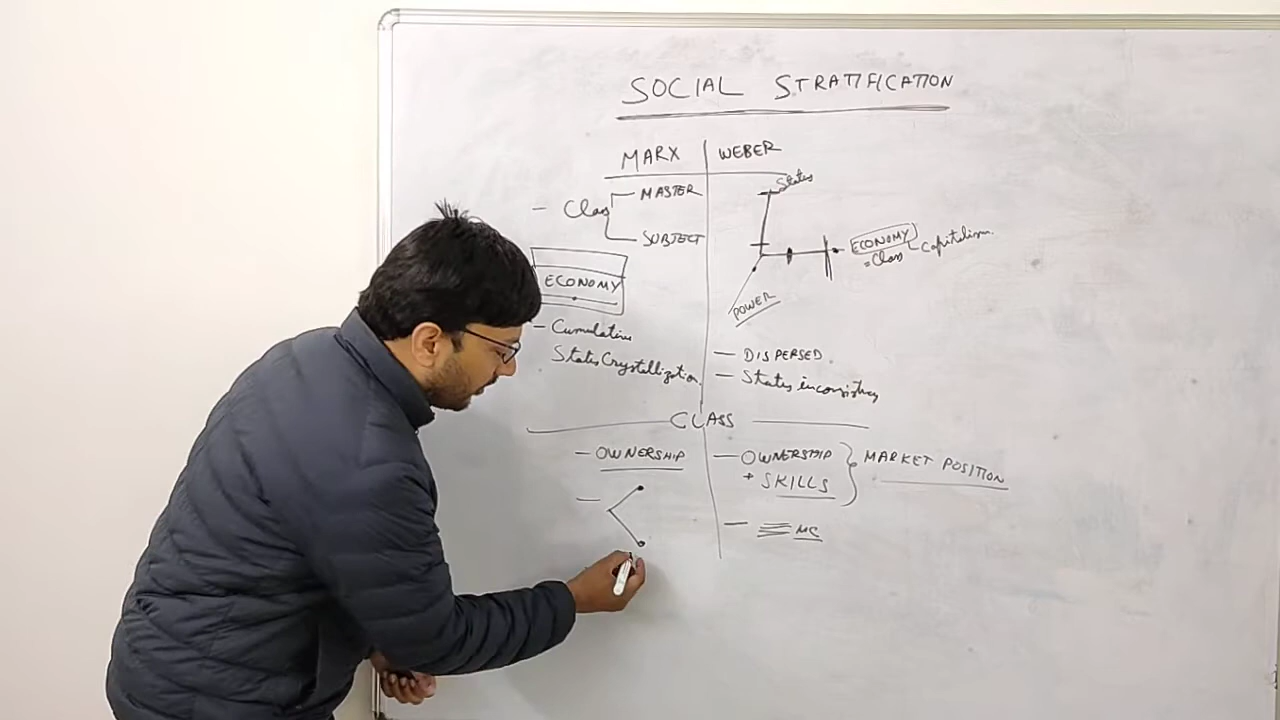 SOCIAL STRATIFICATION
MARX WEBER
- Class MASTER
SUBJECT
ECONOMY
- Cumulative
Status Crystallization
Status
ECONOMY Capitalism
=Class
POWER
- DISPERSED
- Status inconsistency
CLASS
- OWNERSHIP
-
- OWNERSHIP
+ SKILLS
MARKET POSITION
- MC